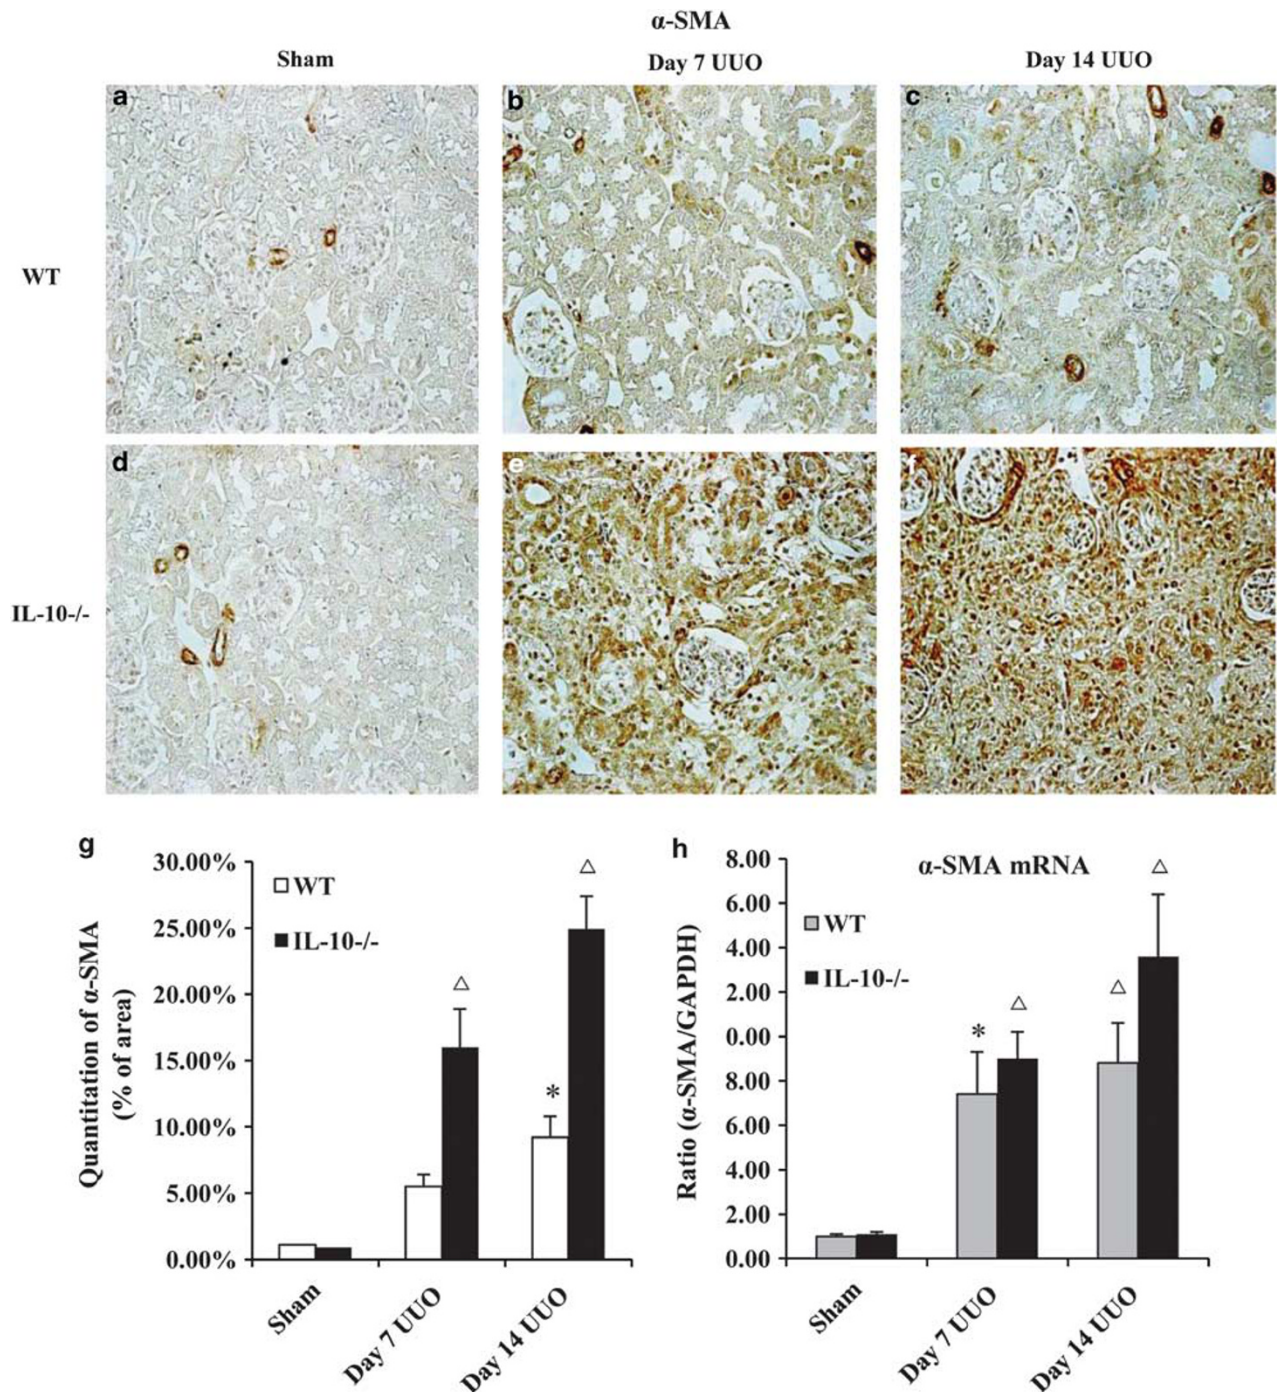 α-SMA
Sham
Day 7 UUO
Day 14 UUO
a
b
c
WT
d
e
f
IL-10-/-
g
30.00%
25.00%
20.00%
15.00%
10.00%
5.00%
0.00%
Quantitation of α-SMA
(% of area)
WT
IL-10-/-
△
*
△
Sham
Day 7 UUO
Day 14 UUO
h
α-SMA mRNA
8.00
6.00
4.00
2.00
0.00
8.00
6.00
4.00
2.00
0.00
Ratio (α-SMA/GAPDH)
WT
IL-10-/-
*
△
△
△
Sham
Day 7 UUO
Day 14 UUO